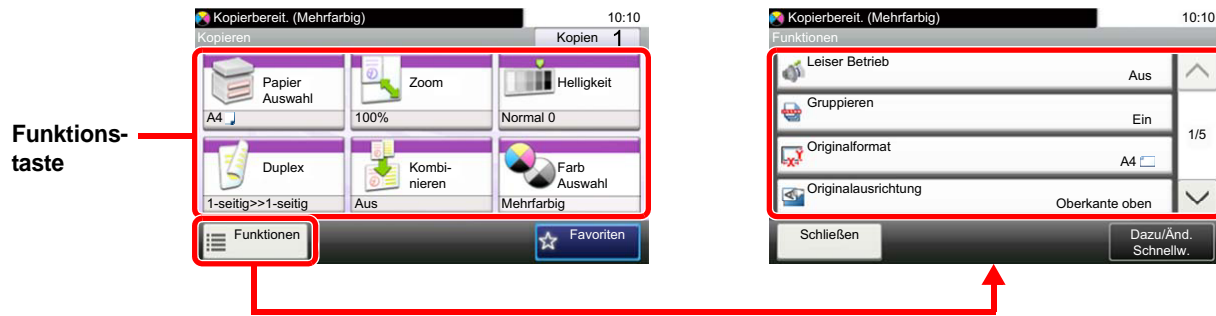 Funktions-
taste
Kopierbereit. (Mehrfarbig) 10:10
Kopieren Kopien 1
Papier
Auswahl
A4
Zoom
100%
Helligkeit
Normal 0
Duplex
1-seitig>>1-seitig
Kombi-
nieren
Aus
Farb
Auswahl
Mehrfarbig
Funktionen
Favoriten
Kopierbereit. (Mehrfarbig) 10:10
Funktionen
Leiser Betrieb
Aus
Gruppieren
Ein
1/5
Originalformat
A4
Originalausrichtung
Oberkante oben
Schließen
Dazu/Änd.
Schnellw.